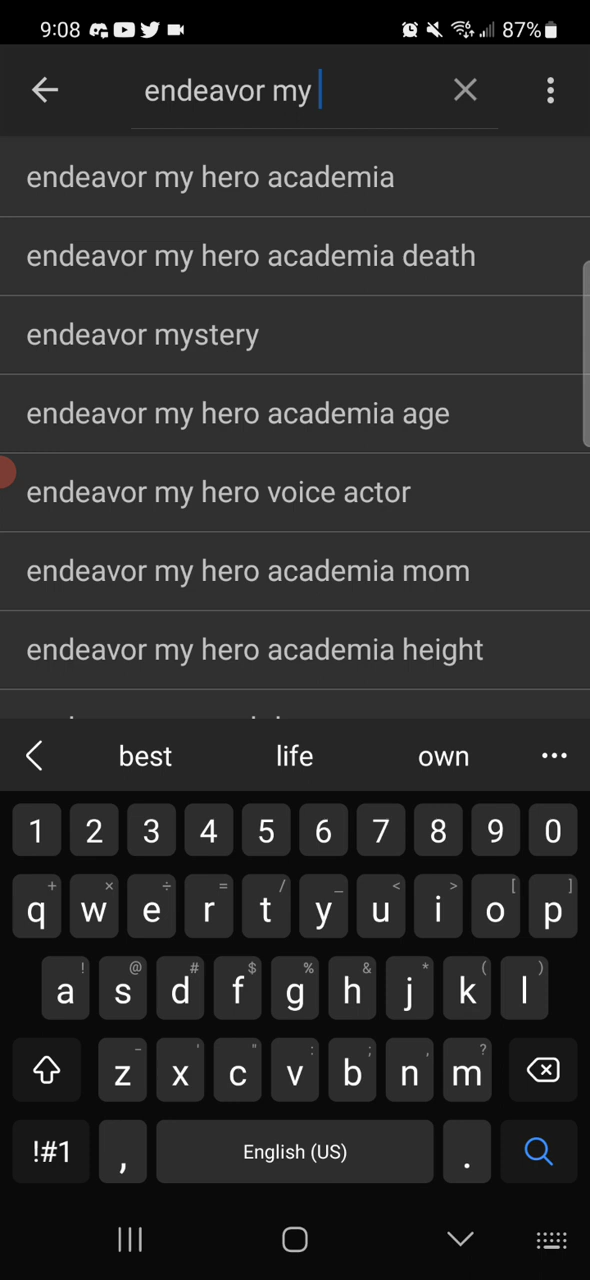 9:08 87%
endeavor my
endeavor my hero academia
endeavor my hero academia death
endeavor mystery
endeavor my hero academia age
endeavor my hero voice actor
endeavor my hero academia mom
endeavor my hero academia height
best life own ...
1 2 3 4 5 6 7 8 9 0
+ × ÷ = / _ < > [ ]
q w e r t y u i o p
! @ # $ % & * ( )
a s d f g h j k l
- ' " : ; , ?
z x c v b n m
!#1 , English (US) .